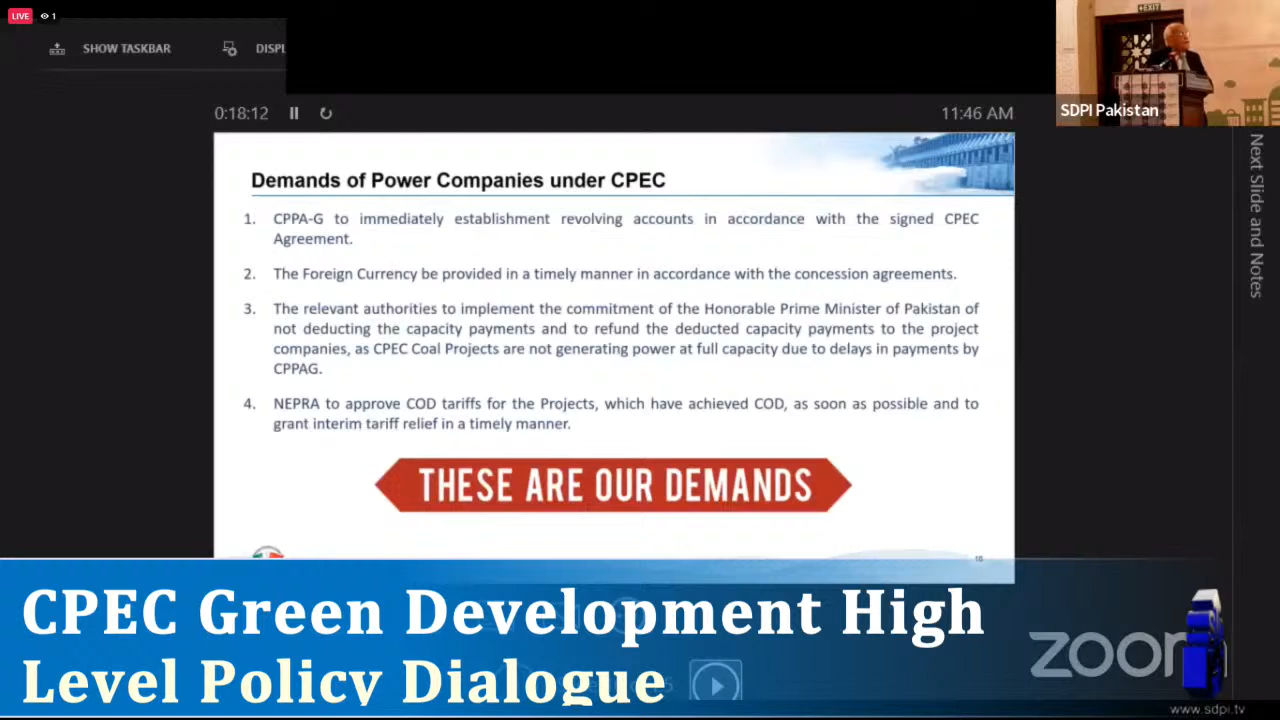 LIVE 1
EXIT
SHOW TASKBAR
SDPI Pakistan
0:18:12
11:46 AM
Next Slide and Notes
Demands of Power Companies under CPEC
1. CPPA-G to immediately establishment revolving accounts in accordance with the signed CPEC
Agreement.
2. The Foreign Currency be provided in a timely manner in accordance with the concession agreements.
3. The relevant authorities to implement the commitment of the Honorable Prime Minister of Pakistan of
not deducting the capacity payments and to refund the deducted capacity payments to the project
companies, as CPEC Coal Projects are not generating power at full capacity due to delays in payments by
CPPAG.
4. NEPRA to approve COD tariffs for the Projects, which have achieved COD, as soon as possible and to
grant interim tariff relief in a timely manner.
THESE ARE OUR DEMANDS
CPEC Green Development High
Level Policy Dialogue
zoom
www.sdpi.tv